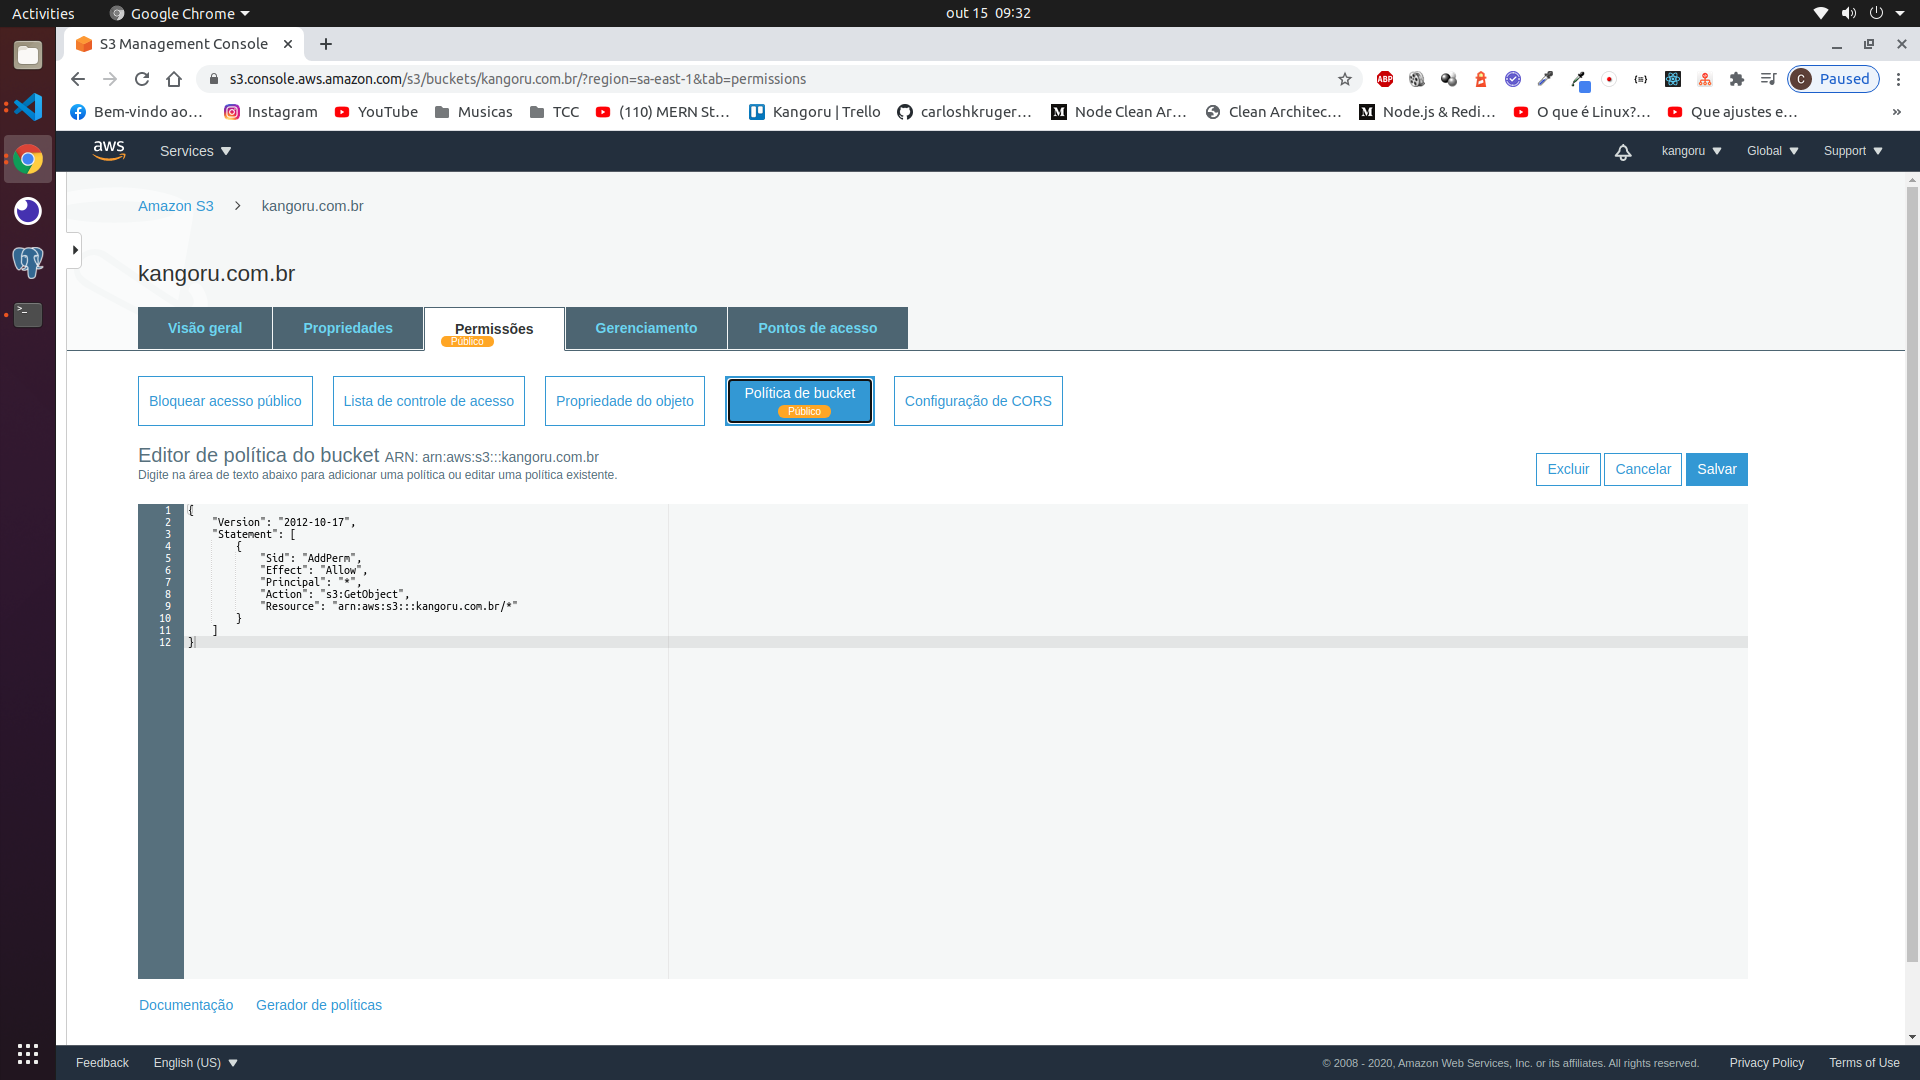 Activities Google Chrome out 15 09:32
S3 Management Console
s3.console.aws.amazon.com/s3/buckets/kangoru.com.br/?region=sa-east-1&tab=permissions ABP C Paused
Bem-vindo ao... Instagram YouTube Musicas TCC (110) MERN St... Kangoru | Trello carloshkruger... Node Clean Ar... Clean Architec... Node.js & Redi... O que é Linux?... Que ajustes e... »
aws Services kangoru Global Support
Amazon S3 > kangoru.com.br
kangoru.com.br
Visão geral Propriedades Permissões Gerenciamento Pontos de acesso
Público
Bloquear acesso público Lista de controle de acesso Propriedade do objeto Política de bucket Configuração de CORS
Público
Editor de política do bucket ARN: arn:aws:s3:::kangoru.com.br
Digite na área de texto abaixo para adicionar uma política ou editar uma política existente.
Excluir Cancelar Salvar
1 {
2 "Version": "2012-10-17",
3 "Statement": [
4 {
5 "Sid": "AddPerm",
6 "Effect": "Allow",
7 "Principal": "*",
8 "Action": "s3:GetObject",
9 "Resource": "arn:aws:s3:::kangoru.com.br/*"
10 }
11 ]
12 }
Documentação Gerador de políticas
Feedback English (US) © 2008 - 2020, Amazon Web Services, Inc. or its affiliates. All rights reserved. Privacy Policy Terms of Use